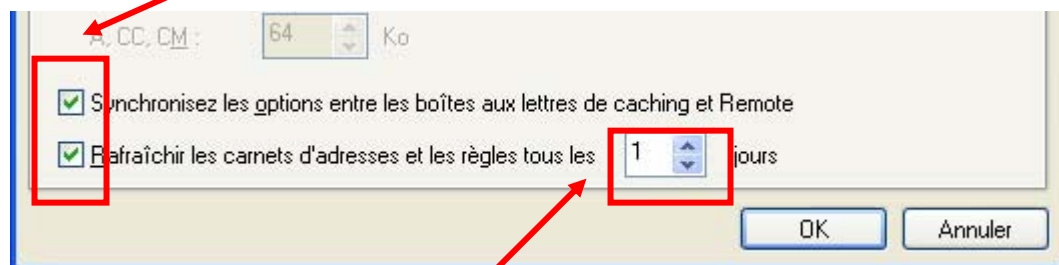 A, CC, CM : 64 Ko
Synchronisez les options entre les boîtes aux lettres de caching et Remote
Rafraîchir les carnets d'adresses et les règles tous les 1 jours
OK Annuler